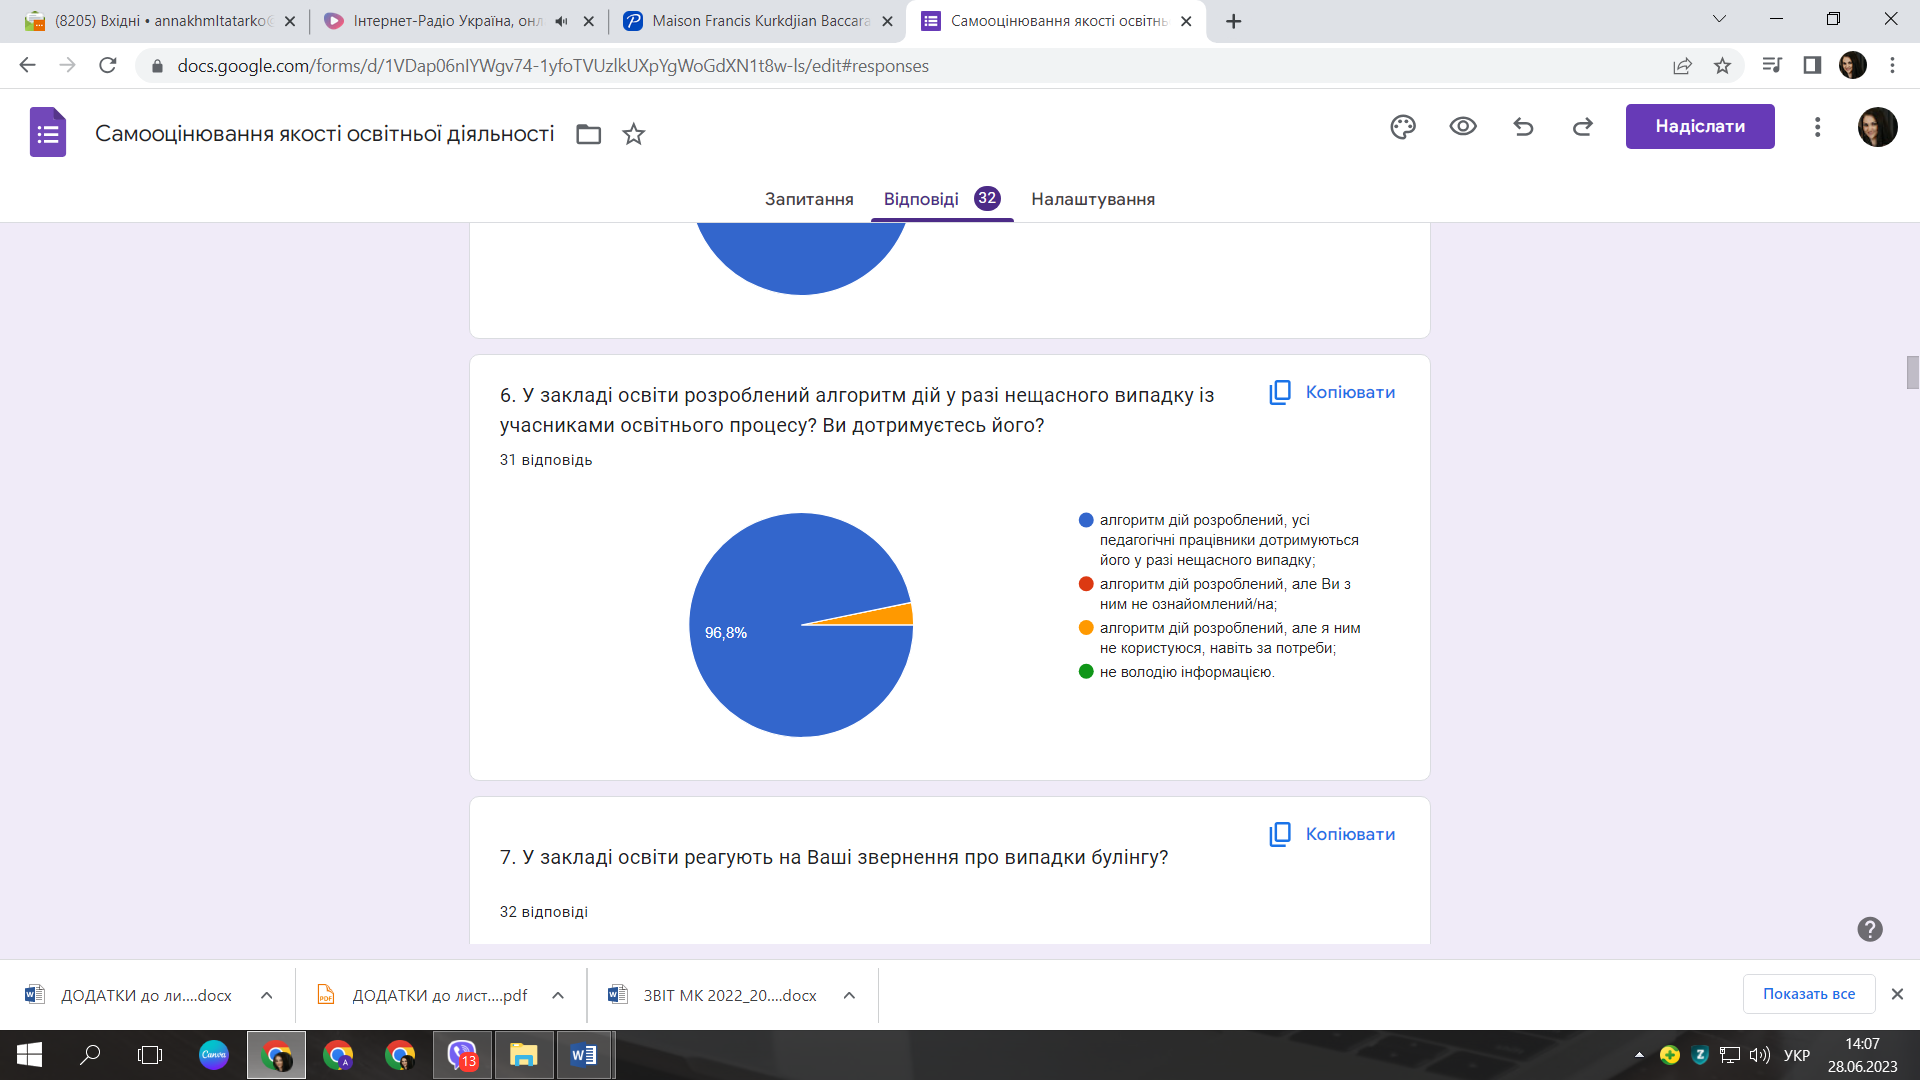 (8205) Вхідні • annakhmltatarko@
Інтернет-Радіо Україна, онл
Maison Francis Kurkdjian Baccara
Самооцінювання якості освітнь
docs.google.com/forms/d/1VDap06nIYWgv74-1yfoTVUzlkUXpYgWoGdXN1t8w-ls/edit#responses
Самооцінювання якості освітньої діяльності
Надіслати
Запитання
Відповіді 32
Налаштування
6. У закладі освіти розроблений алгоритм дій у разі нещасного випадку із
учасниками освітнього процесу? Ви дотримуєтесь його?
Копіювати
31 відповідь
96,8%
алгоритм дій розроблений, усі
педагогічні працівники дотримуються
його у разі нещасного випадку;
алгоритм дій розроблений, але Ви з
ним не ознайомлений/на;
алгоритм дій розроблений, але я ним
не користуюся, навіть за потреби;
не володію інформацією.
Копіювати
7. У закладі освіти реагують на Ваші звернення про випадки булінгу?
32 відповіді
ДОДАТКИ до ли....docx
ДОДАТКИ до лист....pdf
ЗВІТ МК 2022_20....docx
Показать все
Canva
A
13
УКР
14:07
28.06.2023